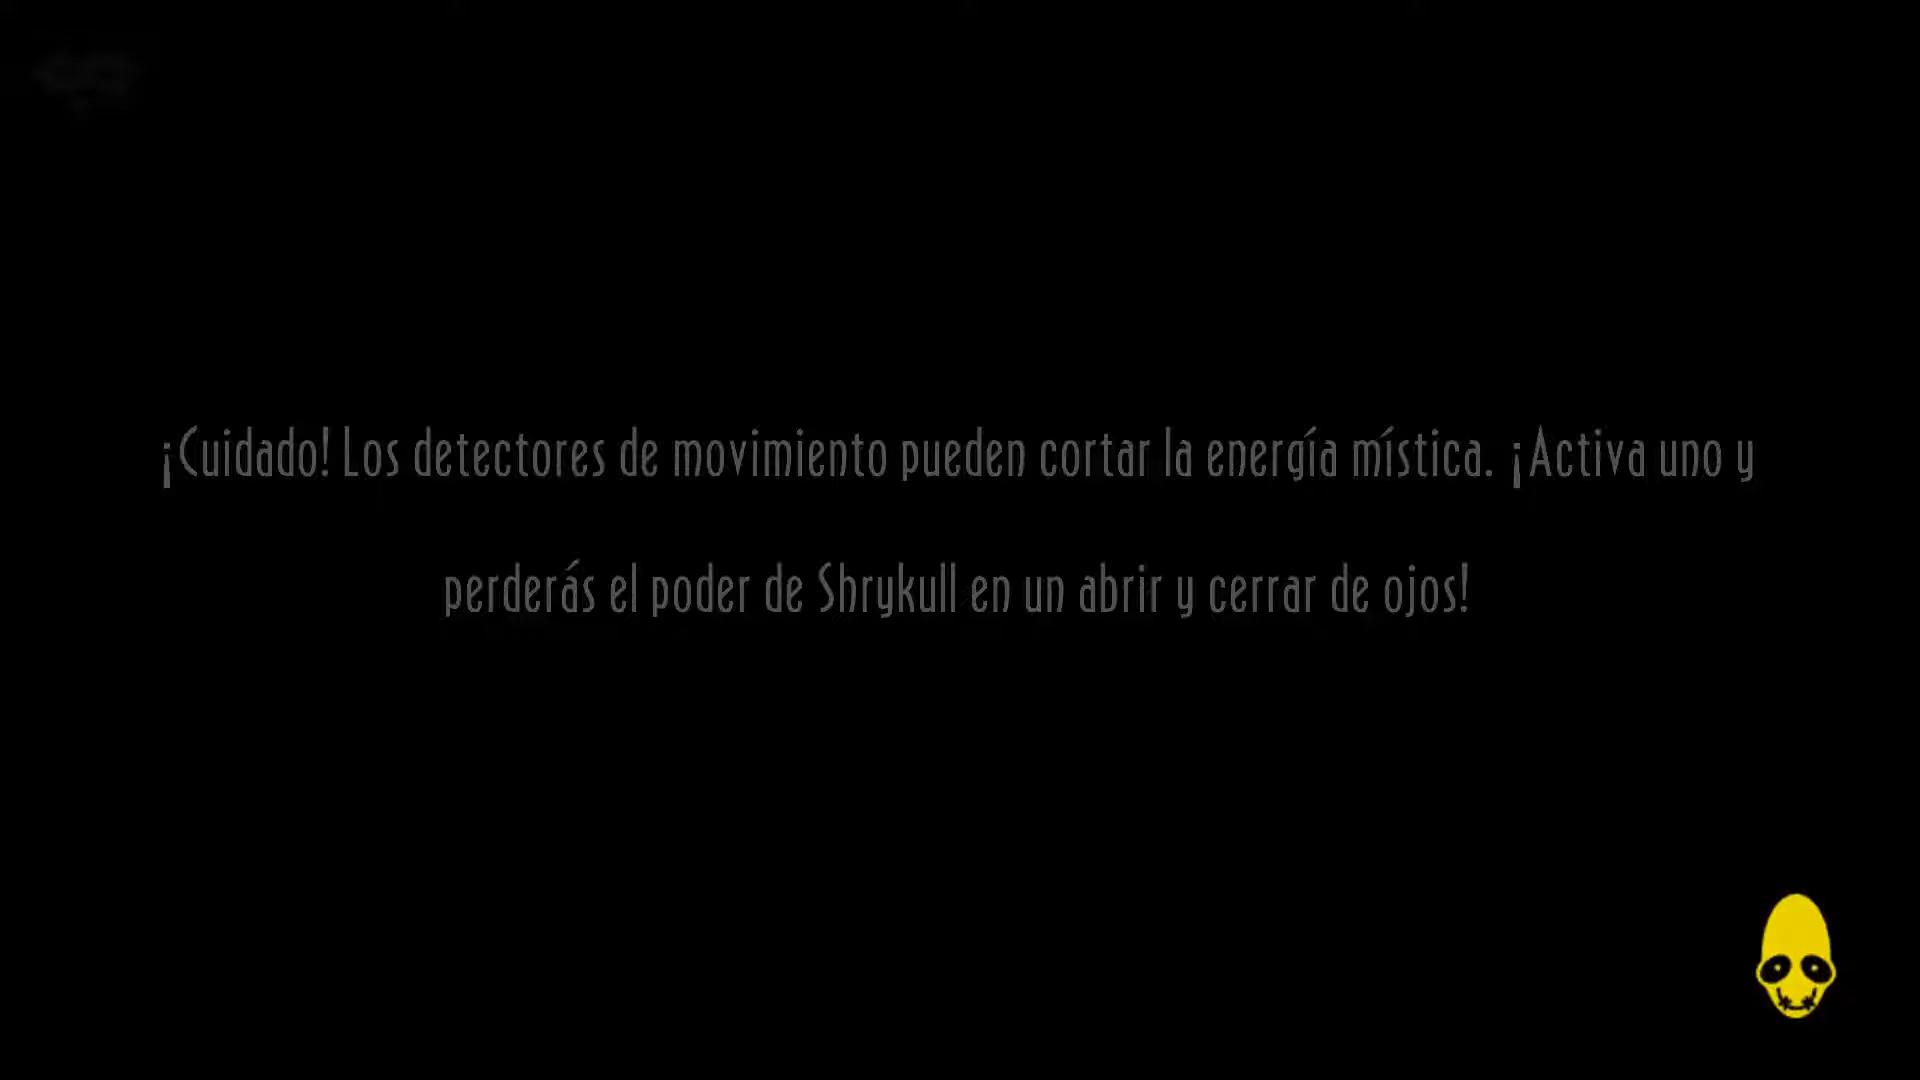 ¡Cuidado! Los detectores de movimiento pueden cortar la energía mística. ¡Activa uno y
perderás el poder de Shrykull en un abrir y cerrar de ojos!